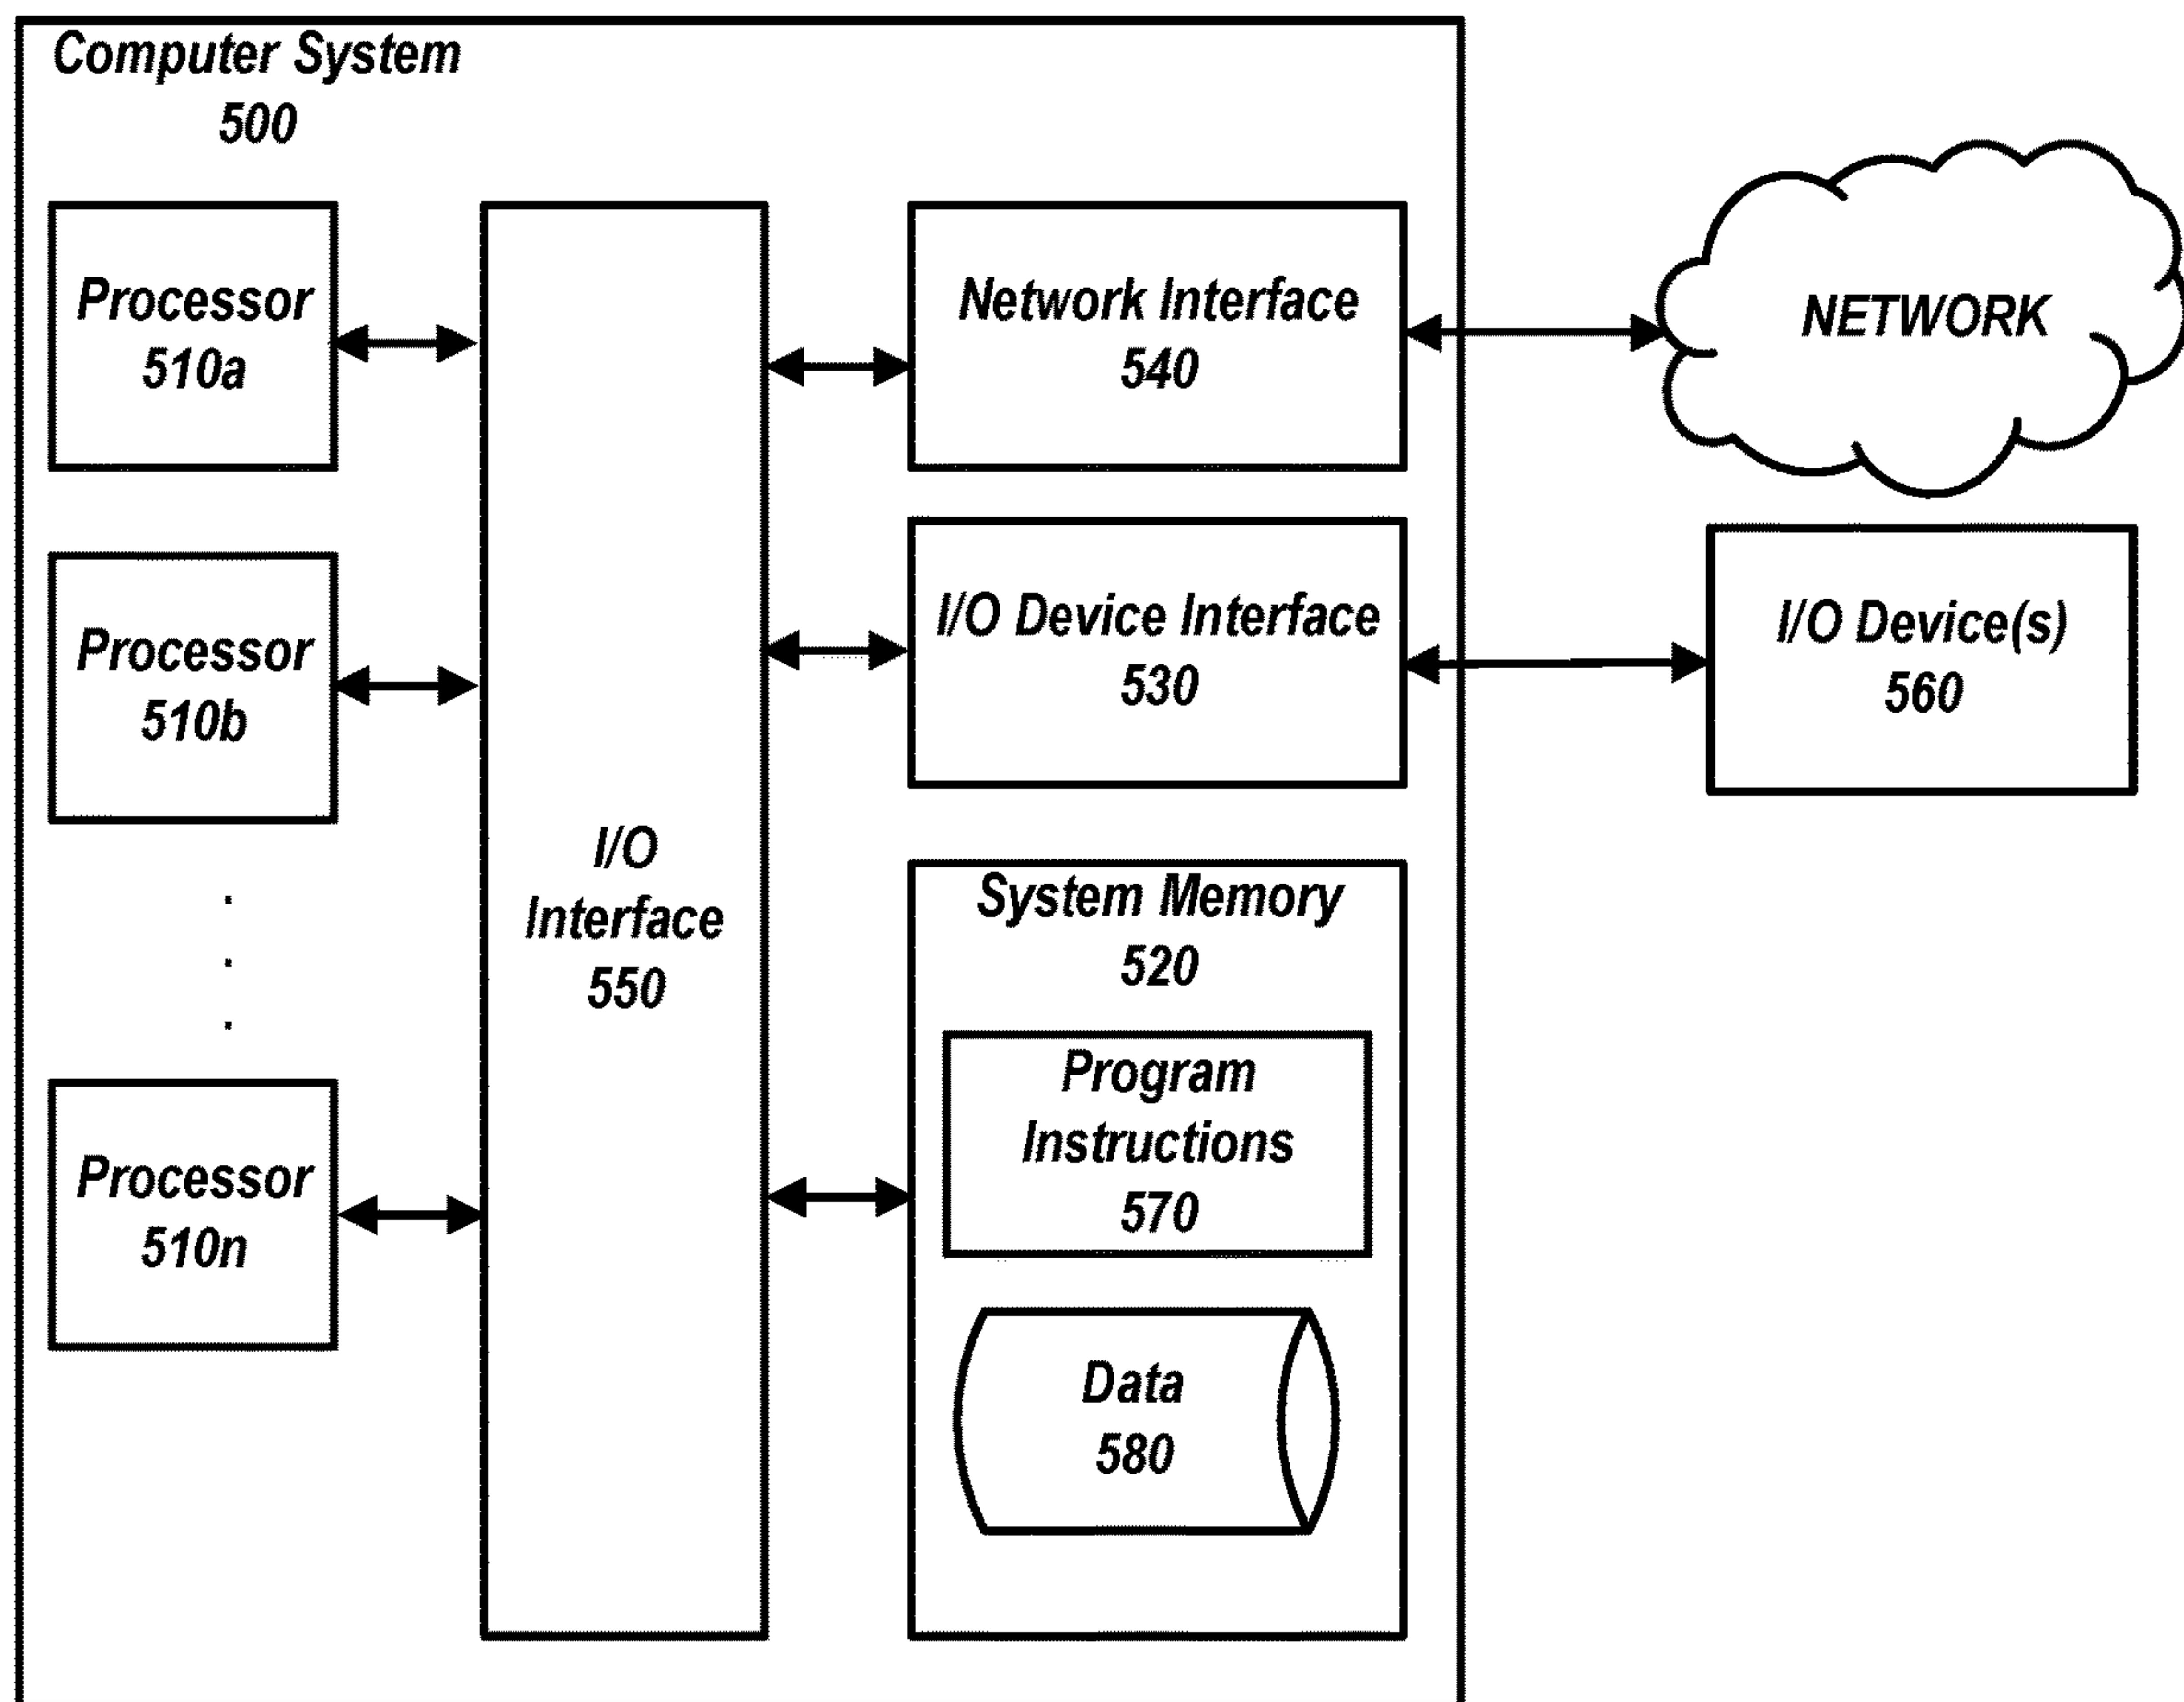 Computer System
500
Processor
510a
Processor
510b
.
.
.
Processor
510n
I/O
Interface
550
Network Interface
540
I/O Device Interface
530
System Memory
520
Program
Instructions
570
Data
580
NETWORK
I/O Device(s)
560